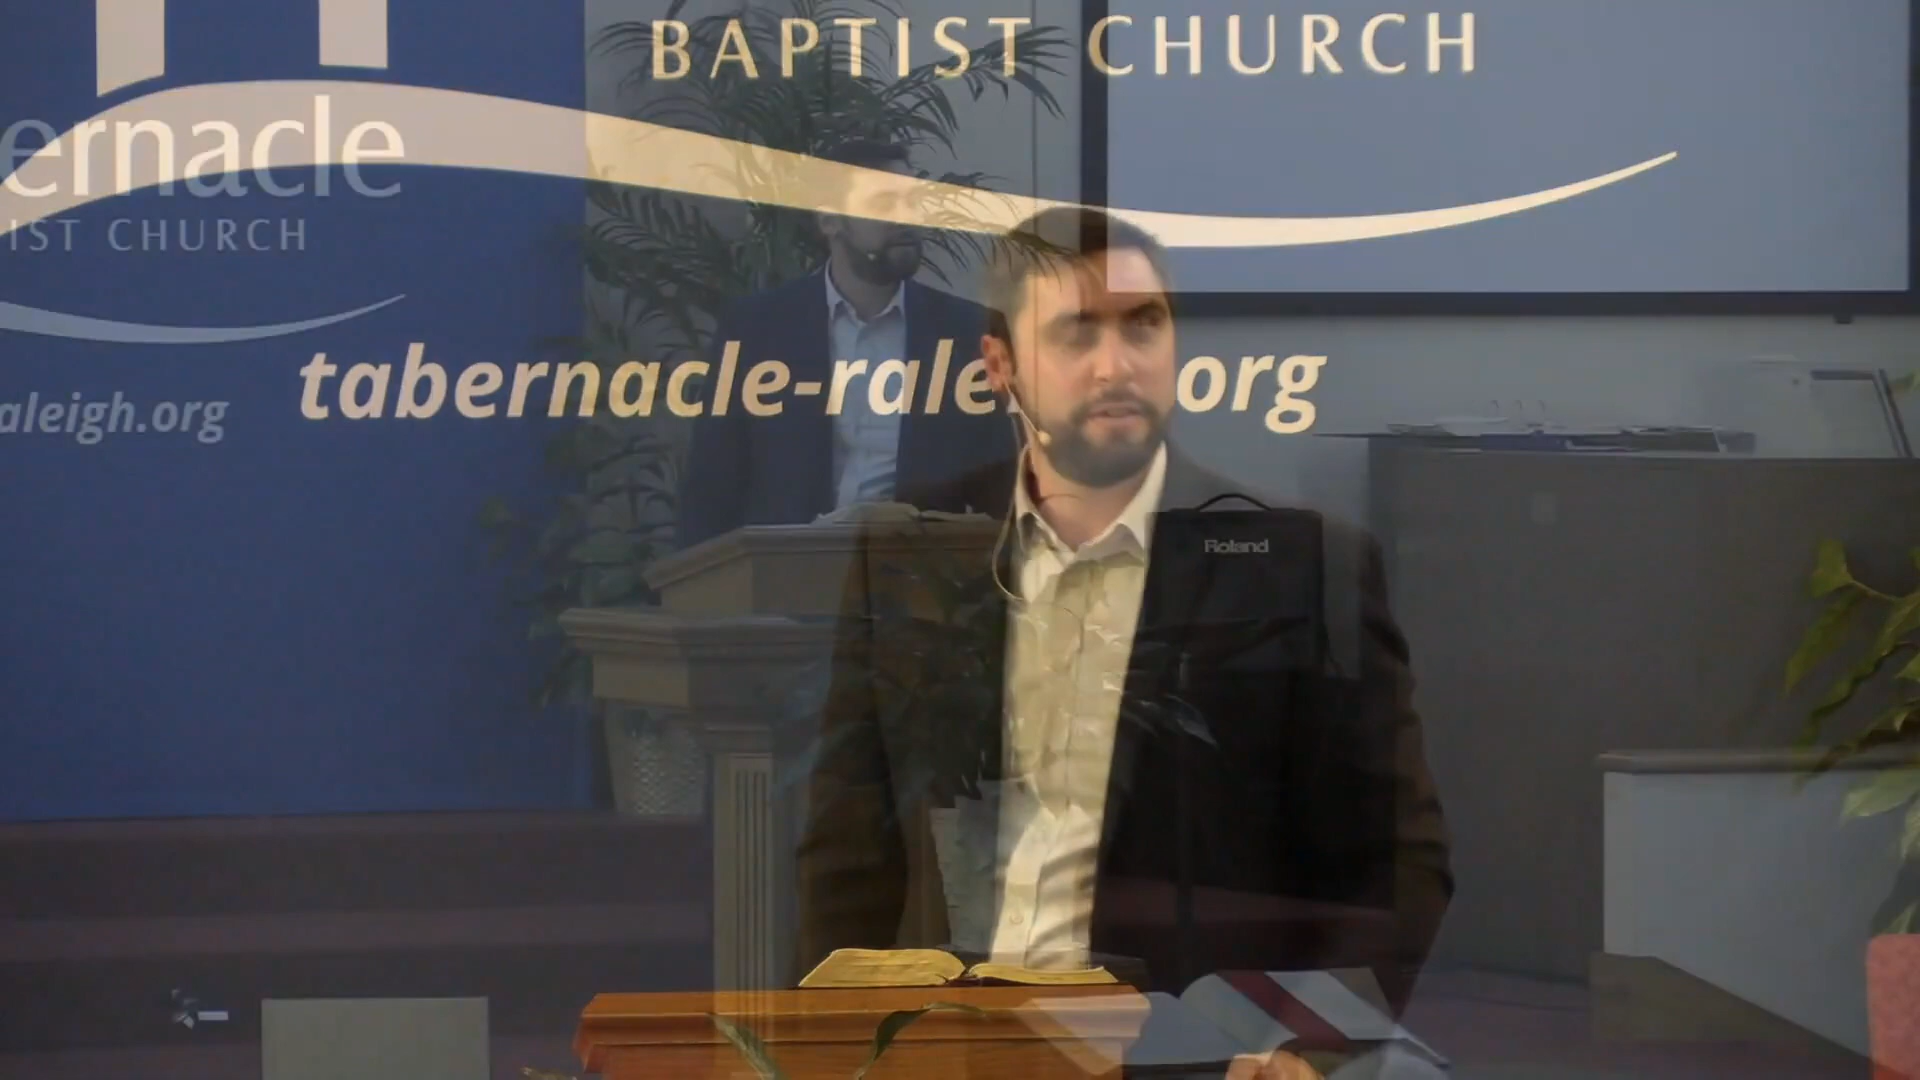 BAPTIST CHURCH
ernacle
IST CHURCH
tabernacle-rale org
aleigh.org
Roland